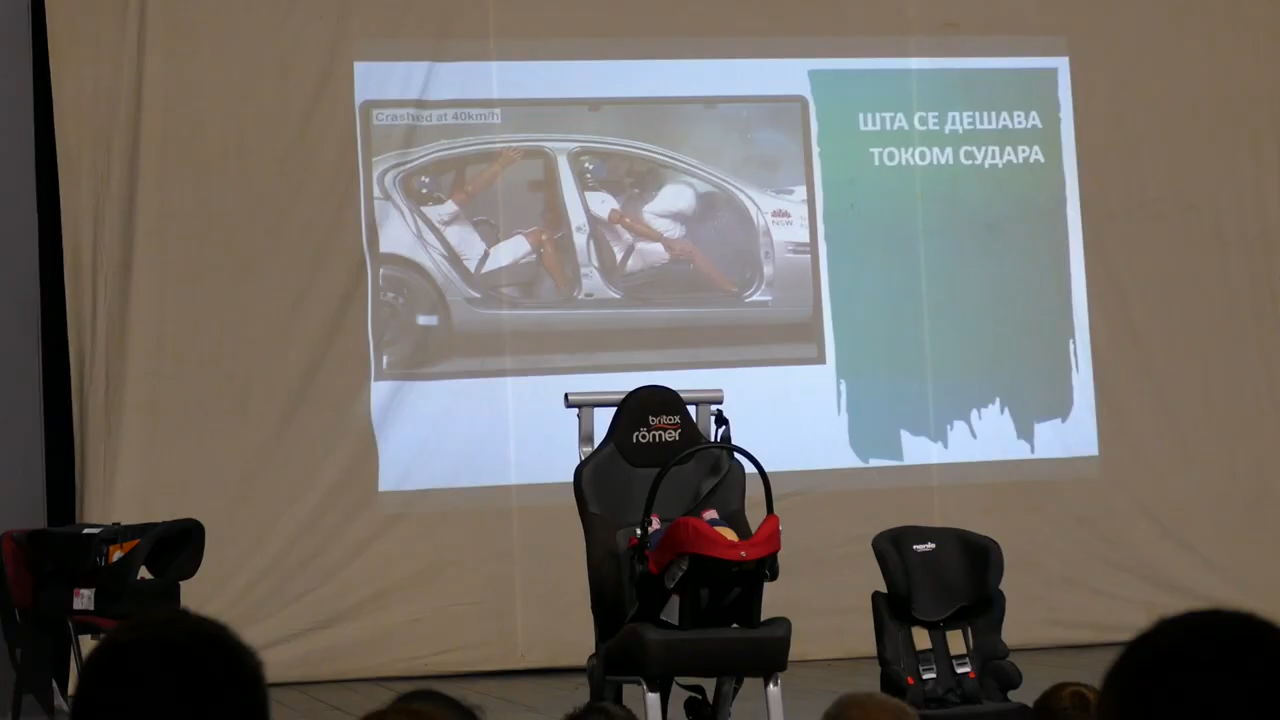 Crashed at 40km/h
ШТА СЕ ДЕШАВА
ТОКОМ СУДАРА
NSW
britax
römer
nania